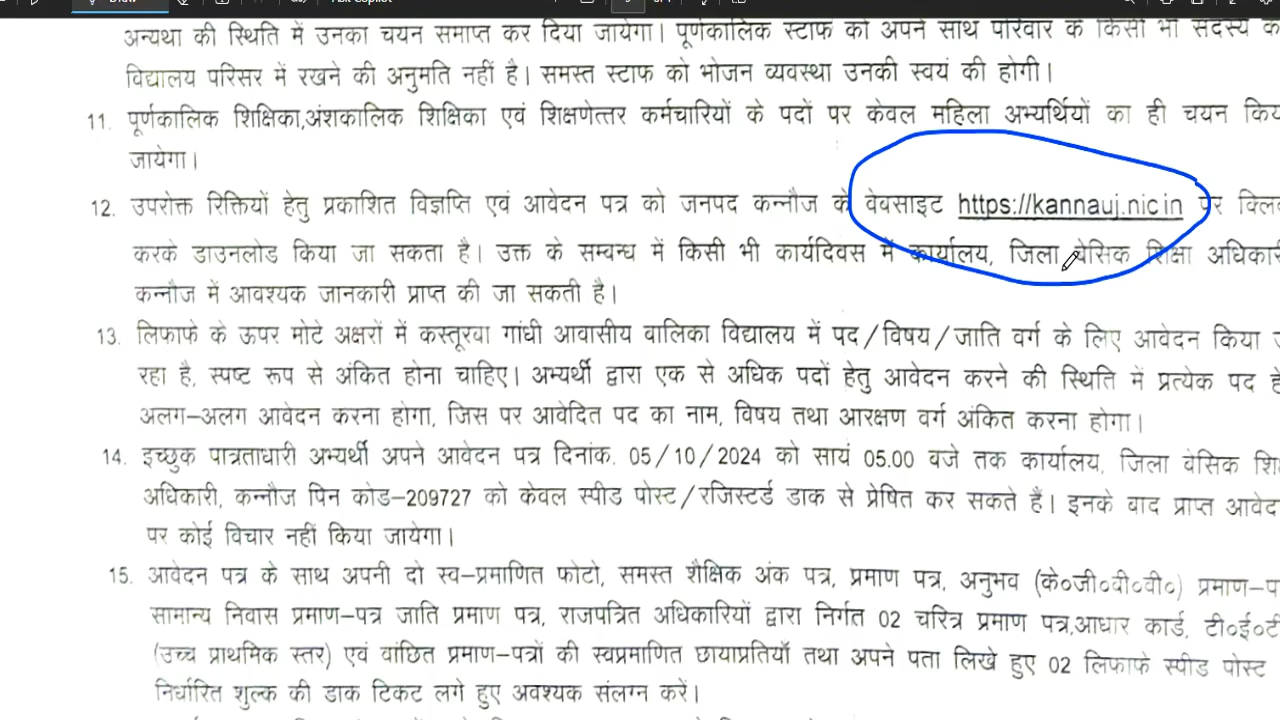 अन्यथा की स्थिति में उनका चयन समाप्त कर दिया जायेगा। पूर्णकालिक स्टाफ को अपने साथ परिवार के किसी भी सदस्य को
विद्यालय परिसर में रखने की अनुमति नहीं है। समस्त स्टाफ को भोजन व्यवस्था उनकी स्वयं की होगी।
11. पूर्णकालिक शिक्षिका,अंशकालिक शिक्षिका एवं शिक्षणेत्तर कर्मचारियों के पदों पर केवल महिला अभ्यर्थियों का ही चयन
जायेगा।
12. उपरोक्त रिक्तियों हेतु प्रकाशित विज्ञप्ति एवं आवेदन पत्र को जनपद कन्नौज के वेवसाइट https://kannauj.nic.in पर
करके डाउनलोड किया जा सकता है। उक्त के सम्बन्ध में किसी भी कार्यदिवस में कार्यालय, जिला बेसिक शिक्षा अधिकारी
कन्नौज में आवश्यक जानकारी प्राप्त की जा सकती है।
13. लिफाफे के ऊपर मोटे अक्षरों में कस्तूरबा गांधी आवासीय बालिका विद्यालय में पद/विषय/जाति वर्ग के लिए आवेदन किया
रहा है, स्पष्ट रूप से अंकित होना चाहिए। अभ्यर्थी द्वारा एक से अधिक पदों हेतु आवेदन करने की स्थिति में प्रत्येक पद
अलग-अलग आवेदन करना होगा, जिस पर आवेदित पद का नाम, विषय तथा आरक्षण वर्ग अंकित करना होगा।
14. इच्छुक पात्रताधारी अभ्यर्थी अपने आवेदन पत्र दिनांक. 05/10/2024 को सायं 05.00 वजे तक कार्यालय, जिला बेसिक
अधिकारी, कन्नौज पिन कोड-209727 को केवल स्पीड पोस्ट/रजिस्टर्ड डाक से प्रेषित कर सकते हैं। इनके बाद प्राप्त
पर कोई विचार नहीं किया जायेगा।
15. आवेदन पत्र के साथ अपनी दो स्व-प्रमाणित फोटो, समस्त शैक्षिक अंक पत्र, प्रमाण पत्र, अनुभव (के०जी०बी०वी०)
सामान्य निवास प्रमाण-पत्र जाति प्रमाण पत्र, राजपत्रित अधिकारियों द्वारा निर्गत 02 चरित्र प्रमाण पत्र,आधार कार्ड, टी०ई०टी
(उच्च प्राथमिक स्तर) एवं वांछित प्रमाण-पत्रों की स्वप्रमाणित छायाप्रतियाँ तथा अपने पता लिखे हुए 02 लिफाफे स्पीड पोस्ट
निर्धारित शुल्क की डाक टिकट लगे हुए अवश्यक संलग्न करें।